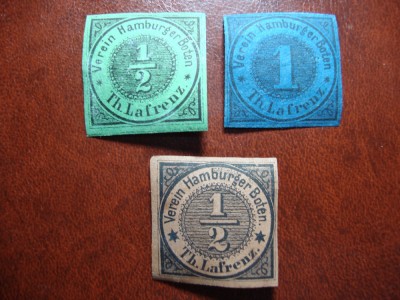 Verein Hamburger Boten.
1/2
Th. Lafrenz.
Verein Hamburger Boten.
1
Th. Lafrenz.
Verein Hamburger Boten.
1/2
Th. Lafrenz.